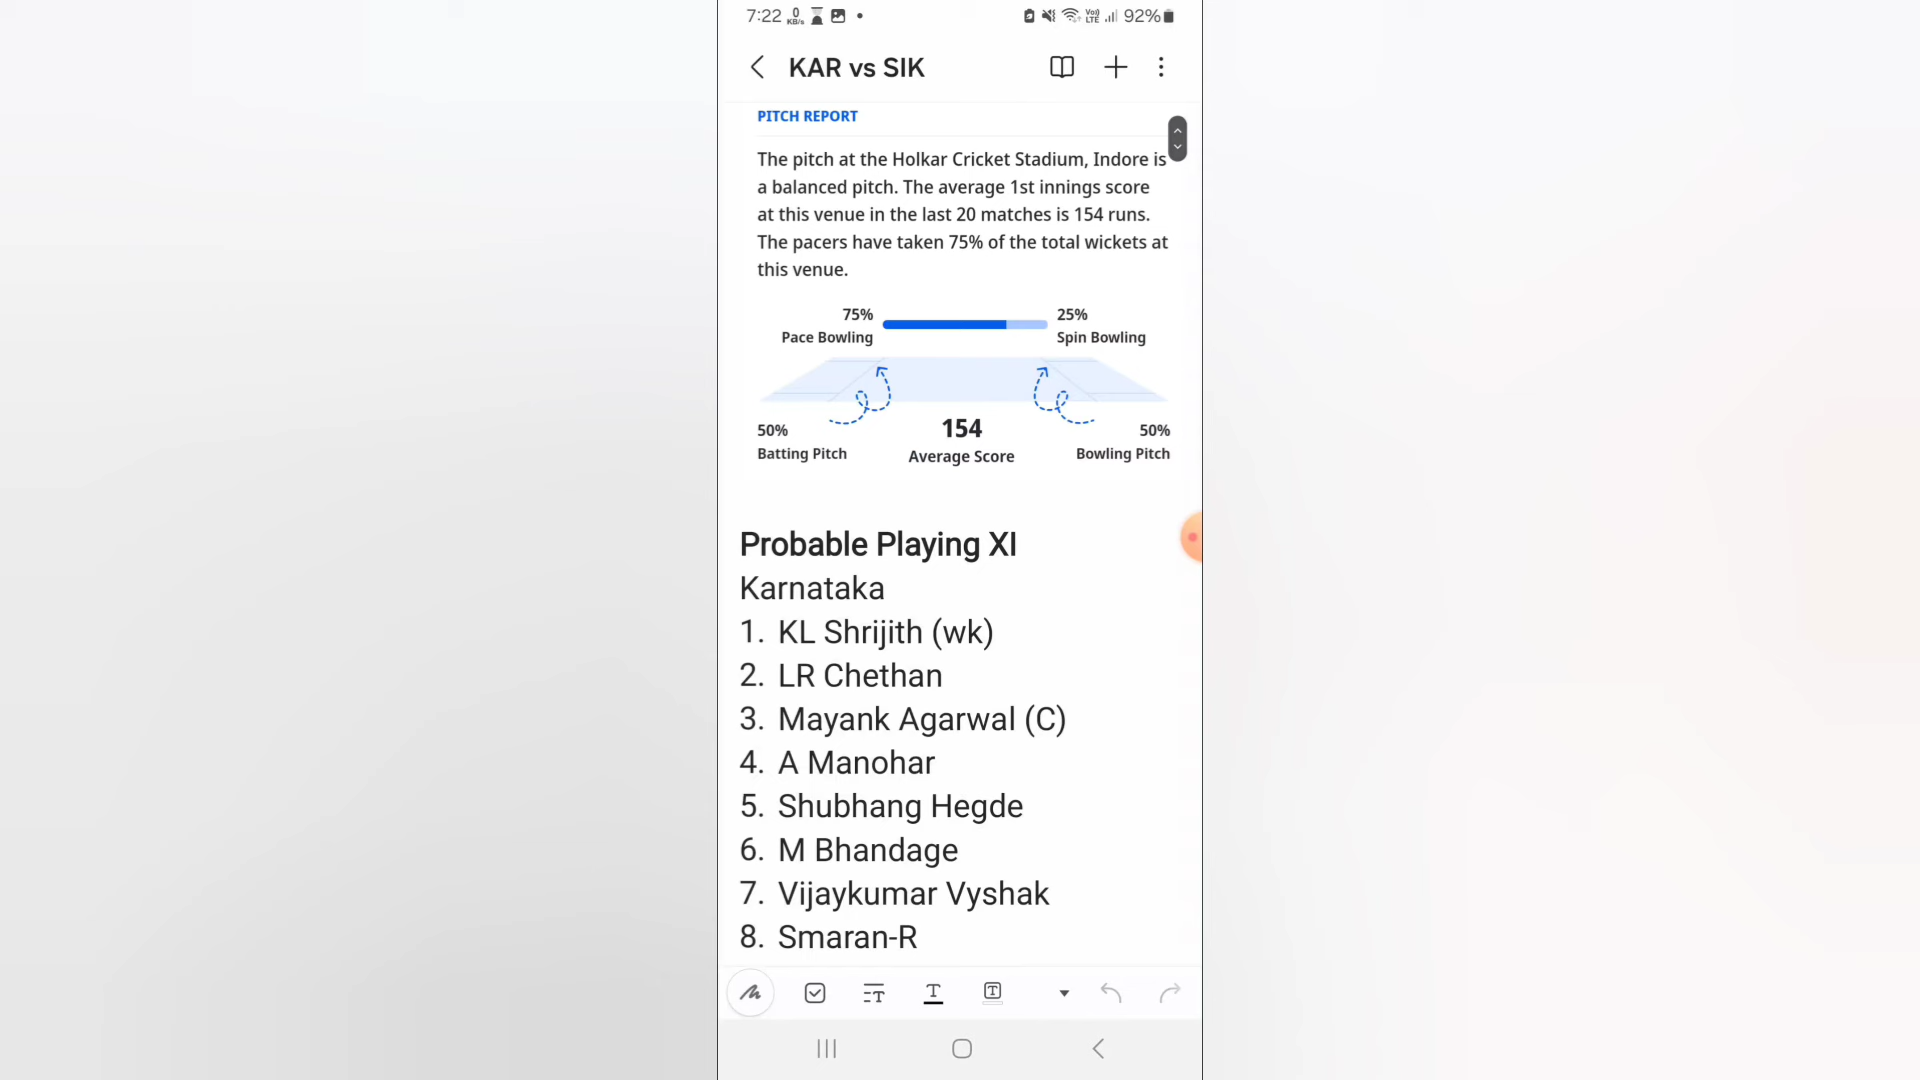 7:22 0 KB/s Vo)) LTE 92%
KAR vs SIK
PITCH REPORT
The pitch at the Holkar Cricket Stadium, Indore is
a balanced pitch. The average 1st innings score
at this venue in the last 20 matches is 154 runs.
The pacers have taken 75% of the total wickets at
this venue.
75% 25%
Pace Bowling Spin Bowling
50% 154 50%
Batting Pitch Average Score Bowling Pitch
Probable Playing XI
Karnataka
1. KL Shrijith (wk)
2. LR Chethan
3. Mayank Agarwal (C)
4. A Manohar
5. Shubhang Hegde
6. M Bhandage
7. Vijaykumar Vyshak
8. Smaran-R